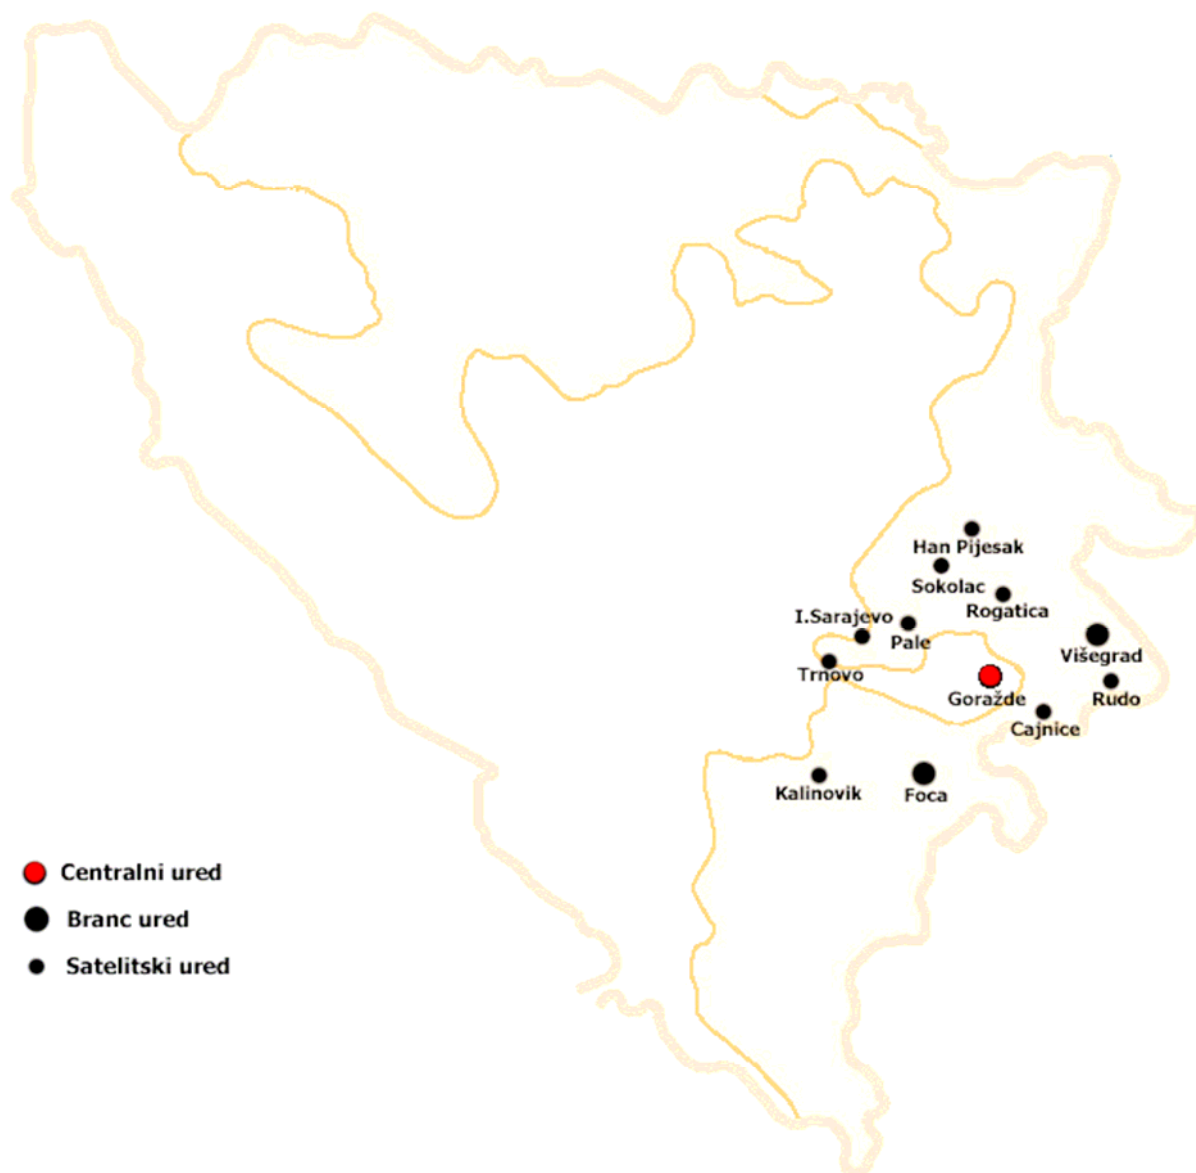 Han Pijesak
Sokolac
Rogatica
I.Sarajevo
Pale
Višegrad
Trnovo
Goražde
Rudo
Cajnice
Kalinovik
Foca
Centralni ured
Branc ured
Satelitski ured